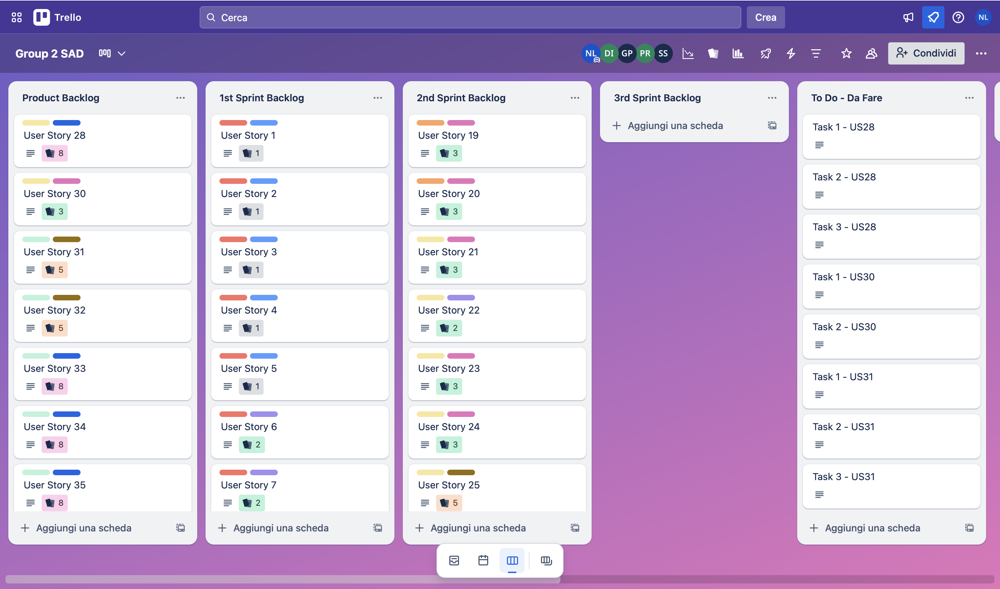 Trello
Cerca
Crea
NL
Group 2 SAD
NL
DI
GP
PR
SS
Condividi
Product Backlog
User Story 28
8
User Story 30
3
User Story 31
5
User Story 32
5
User Story 33
8
User Story 34
8
User Story 35
8
Aggiungi una scheda
1st Sprint Backlog
User Story 1
1
User Story 2
1
User Story 3
1
User Story 4
1
User Story 5
1
User Story 6
2
User Story 7
2
Aggiungi una scheda
2nd Sprint Backlog
User Story 19
3
User Story 20
3
User Story 21
3
User Story 22
2
User Story 23
3
User Story 24
3
User Story 25
5
Aggiungi una scheda
3rd Sprint Backlog
Aggiungi una scheda
To Do - Da Fare
Task 1 - US28
Task 2 - US28
Task 3 - US28
Task 1 - US30
Task 2 - US30
Task 1 - US31
Task 2 - US31
Task 3 - US31
Aggiungi una scheda